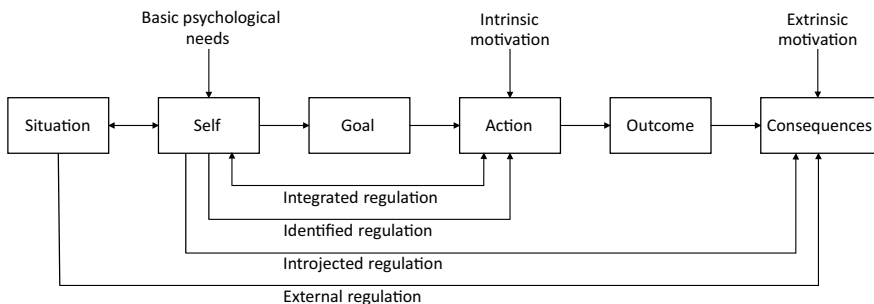 Basic psychological
needs
Intrinsic
motivation
Extrinsic
motivation
Situation
Self
Goal
Action
Outcome
Consequences
Integrated regulation
Identified regulation
Introjected regulation
External regulation